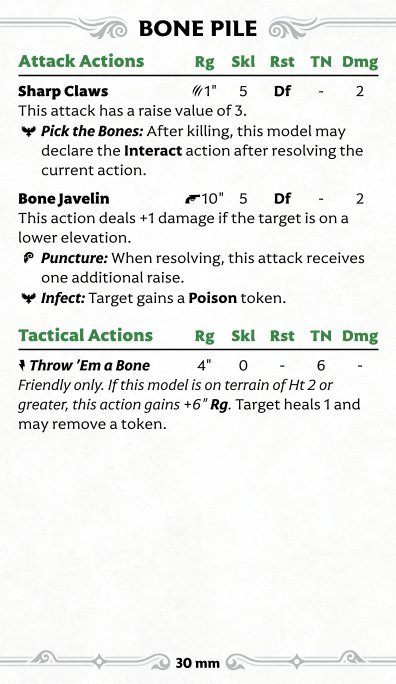 BONE PILE
Attack Actions Rg Skl Rst TN Dmg
Sharp Claws 1" 5 Df - 2
This attack has a raise value of 3.
Pick the Bones: After killing, this model may
declare the Interact action after resolving the
current action.
Bone Javelin 10" 5 Df - 2
This action deals +1 damage if the target is on a
lower elevation.
Puncture: When resolving, this attack receives
one additional raise.
Infect: Target gains a Poison token.
Tactical Actions Rg Skl Rst TN Dmg
Throw ’Em a Bone 4" 0 - 6 -
Friendly only. If this model is on terrain of Ht 2 or
greater, this action gains +6" Rg. Target heals 1 and
may remove a token.
30 mm